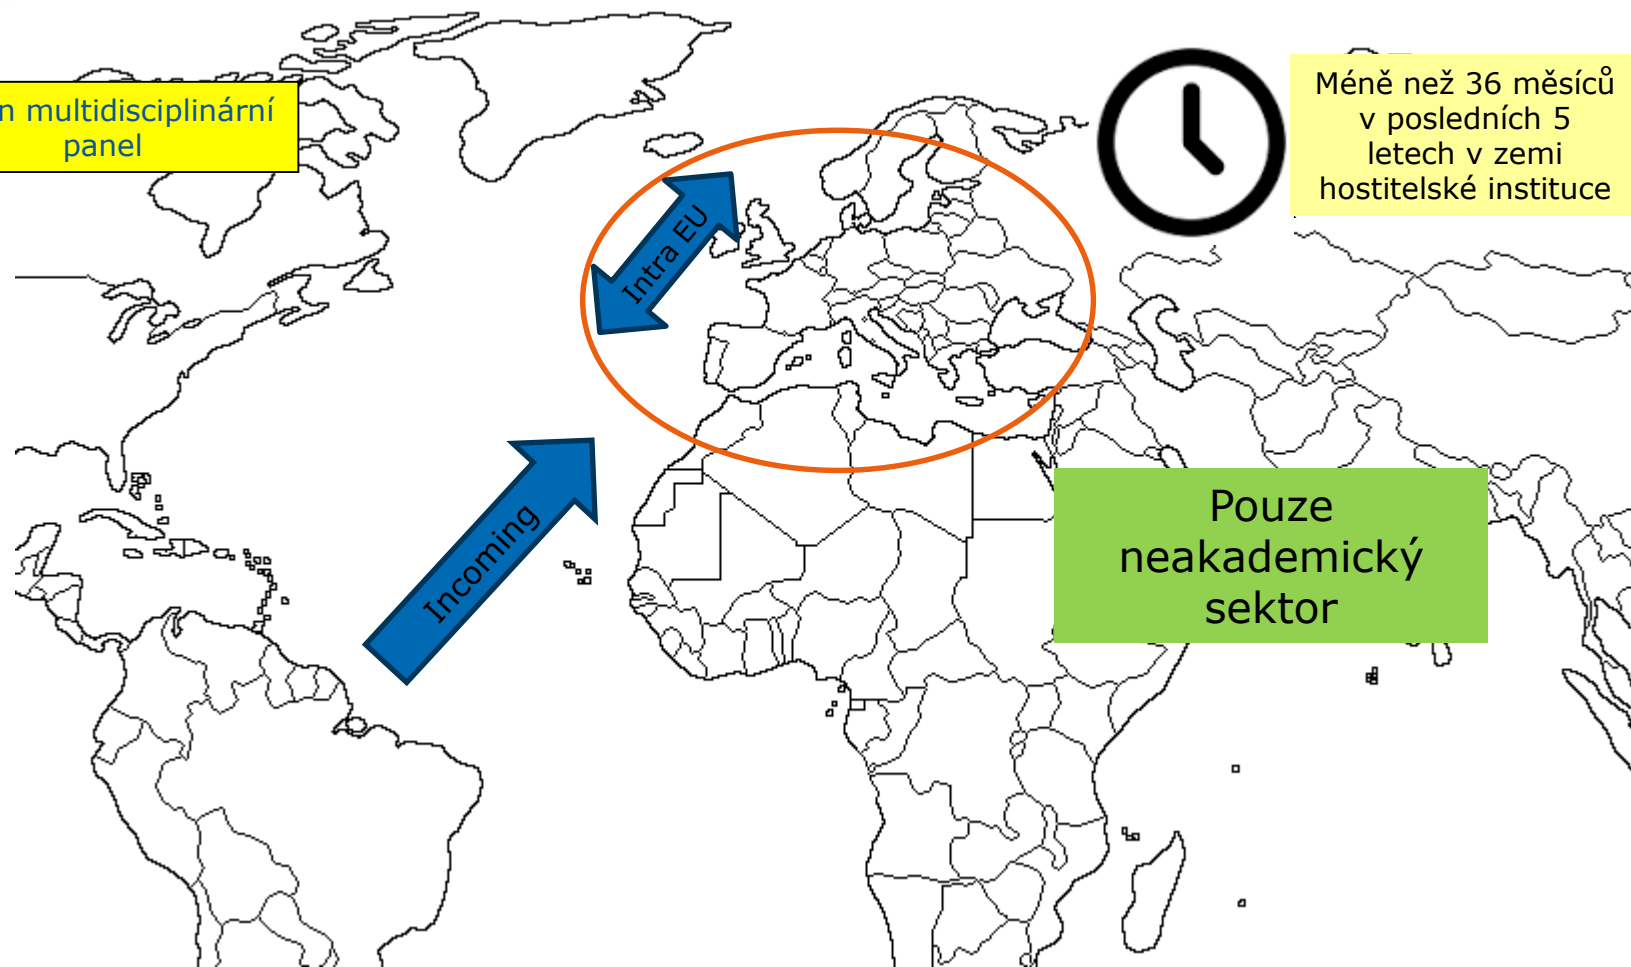 multidisciplinární
panel
Méně než 36 měsíců
v posledních 5
letech v zemi
hostitelské instituce
Intra EU
Incoming
Pouze
neakademický
sektor